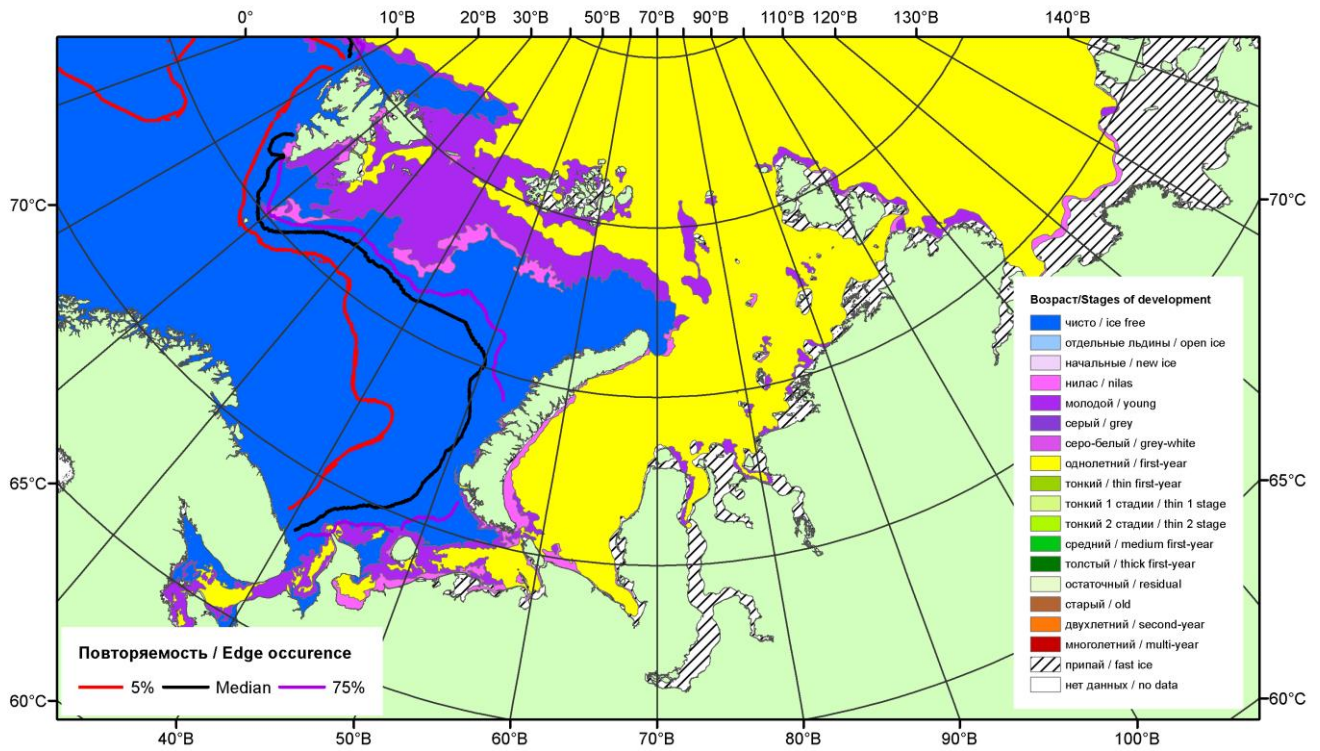 0° 10°В 20°В 30°В 50°В 70°В 90°В 110°В 120°В 130°В 140°В
70°С 70°С
Возраст/Stages of development
чисто / ice free
отдельные льдины / open ice
начальные / new ice
нилас / nilas
молодой / young
серый / grey
серо-белый / grey-white
однолетний / first-year
тонкий / thin first-year
тонкий 1 стадии / thin 1 stage
тонкий 2 стадии / thin 2 stage
средний / medium first-year
толстый / thick first-year
остаточный / residual
старый / old
двухлетний / second-year
многолетний / multi-year
припай / fast ice
нет данных / no data
65°С 65°С
Повторяемость / Edge occurence
5% Median 75%
60°С 60°С
40°В 50°В 60°В 70°В 80°В 90°В 100°В